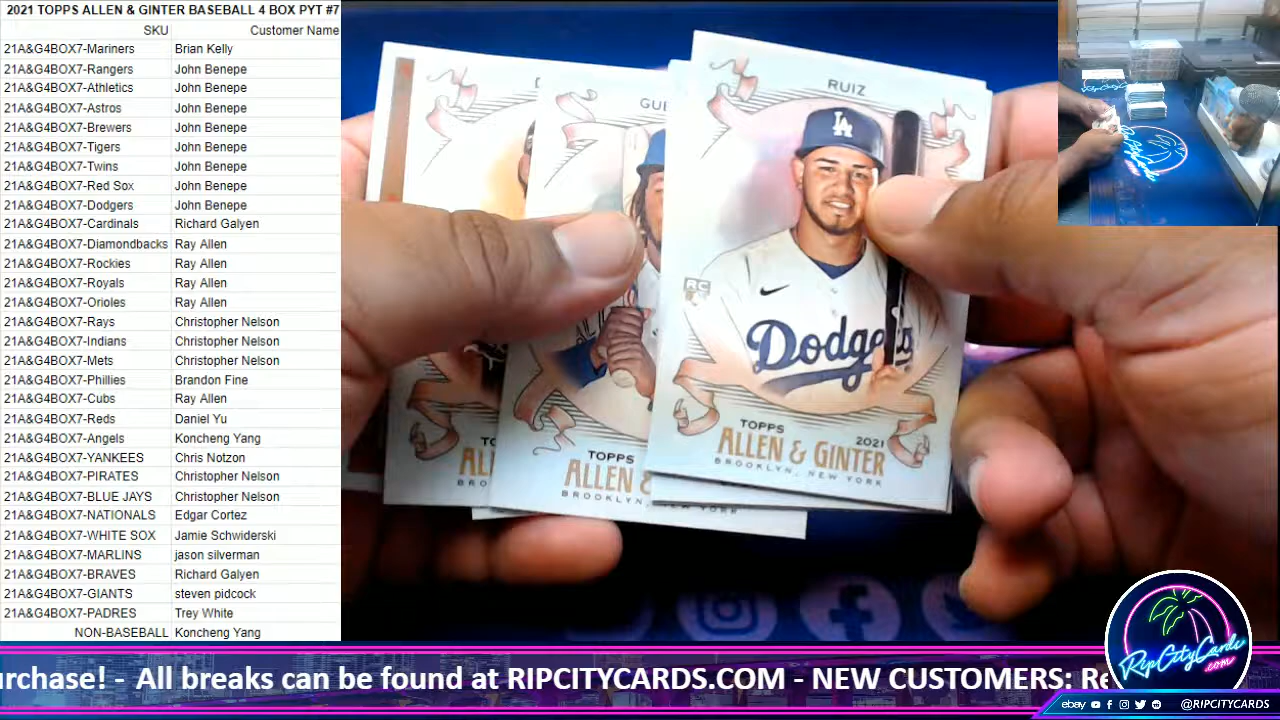 2021 TOPPS ALLEN & GINTER BASEBALL 4 BOX PYT #7
SKU Customer Name
21A&G4BOX7-Mariners Brian Kelly
21A&G4BOX7-Rangers John Benepe
21A&G4BOX7-Athletics John Benepe
21A&G4BOX7-Astros John Benepe
21A&G4BOX7-Brewers John Benepe
21A&G4BOX7-Tigers John Benepe
21A&G4BOX7-Twins John Benepe
21A&G4BOX7-Red Sox John Benepe
21A&G4BOX7-Dodgers John Benepe
21A&G4BOX7-Cardinals Richard Galyen
21A&G4BOX7-Diamondbacks Ray Allen
21A&G4BOX7-Rockies Ray Allen
21A&G4BOX7-Royals Ray Allen
21A&G4BOX7-Orioles Ray Allen
21A&G4BOX7-Rays Christopher Nelson
21A&G4BOX7-Indians Christopher Nelson
21A&G4BOX7-Mets Christopher Nelson
21A&G4BOX7-Phillies Brandon Fine
21A&G4BOX7-Cubs Ray Allen
21A&G4BOX7-Reds Daniel Yu
21A&G4BOX7-Angels Koncheng Yang
21A&G4BOX7-YANKEES Chris Notzon
21A&G4BOX7-PIRATES Christopher Nelson
21A&G4BOX7-BLUE JAYS Christopher Nelson
21A&G4BOX7-NATIONALS Edgar Cortez
21A&G4BOX7-WHITE SOX Jamie Schwiderski
21A&G4BOX7-MARLINS jason silverman
21A&G4BOX7-BRAVES Richard Galyen
21A&G4BOX7-GIANTS steven pidcock
21A&G4BOX7-PADRES Trey White
NON-BASEBALL Koncheng Yang
GUE
RUIZ
LA
RC
Dodgers
TOPPS 2021
ALLEN & GINTER
BROOKLYN, NEW YORK
TOPPS
ALLEN &
BROOKLYN, NEW YORK
TO
AL
BRO
RipCityCards
.com
urchase! - All breaks can be found at RIPCITYCARDS.COM - NEW CUSTOMERS: Re
ebay @RIPCITYCARDS